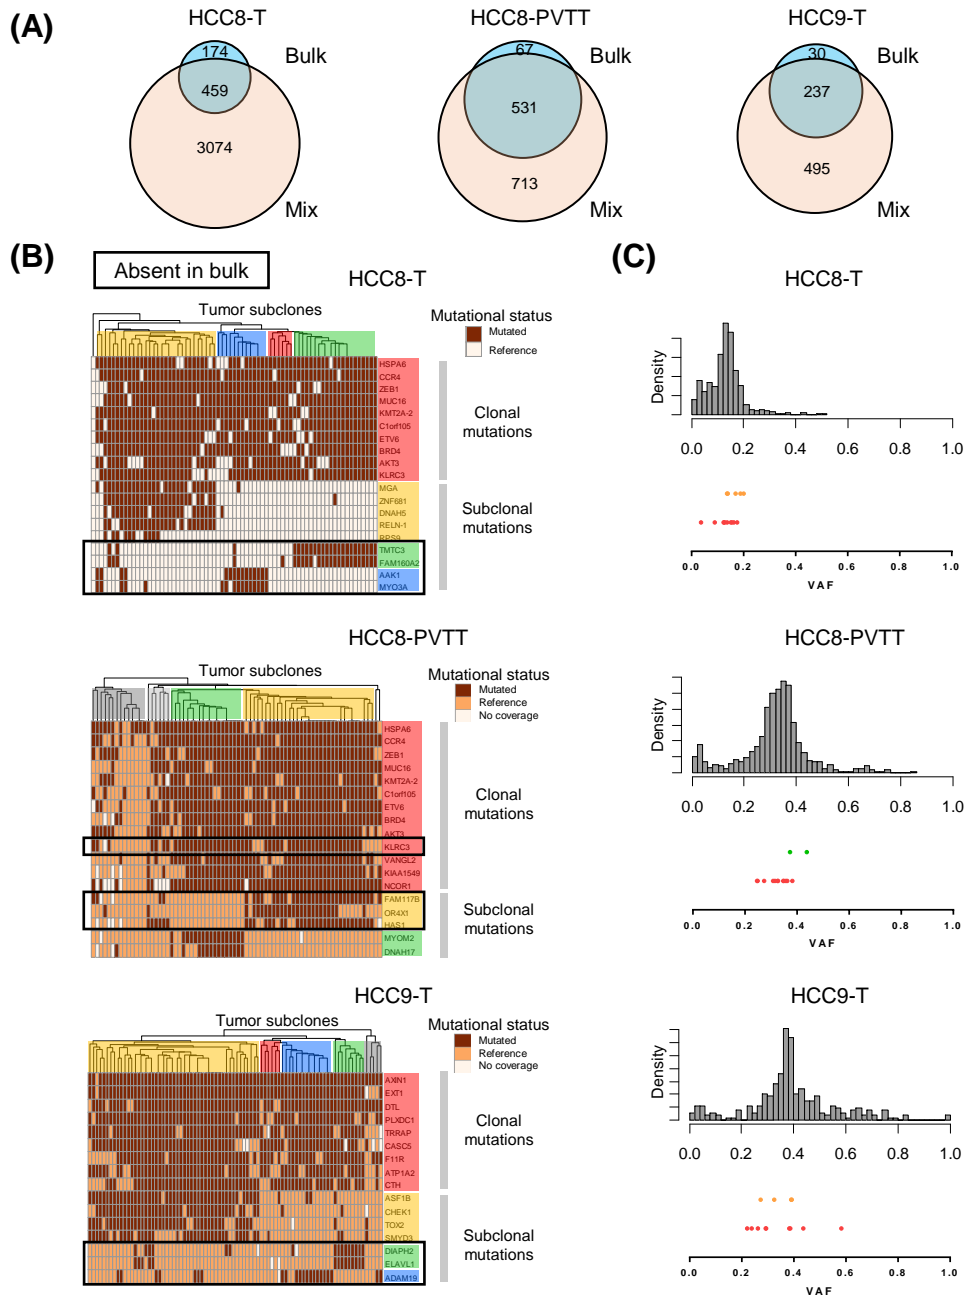 (A)
HCC8-T
HCC8-PVTT
HCC9-T
174
Bulk
459
3074
Mix
67
Bulk
531
713
Mix
30
Bulk
237
495
Mix
(B)
Absent in bulk
HCC8-T
Tumor subclones
Mutational status
Mutated
Reference
HSPA6
CCR4
ZEB1
MUC16
KMT2A-2
C1orf105
ETV6
BRD4
AKT3
KLRC3
MGA
ZNF681
DNAH5
RELN-1
RPS9
TMTC3
FAM160A2
AAK1
MYO3A
Clonal
mutations
Subclonal
mutations
HCC8-PVTT
Tumor subclones
Mutational status
Mutated
Reference
No coverage
HSPA6
CCR4
ZEB1
MUC16
KMT2A-2
C1orf105
ETV6
BRD4
AKT3
KLRC3
VANGL2
KIAA1549
NCOR1
FAM117B
OR4X1
HAS1
MYOM2
DNAH17
Clonal
mutations
Subclonal
mutations
HCC9-T
Tumor subclones
Mutational status
Mutated
Reference
No coverage
AXIN1
EXT1
DTL
PLXDC1
TRRAP
CASC5
F11R
ATP1A2
CTH
ASF1B
CHEK1
TOX2
SMYD3
DIAPH2
ELAVL1
ADAM19
Clonal
mutations
Subclonal
mutations
(C)
HCC8-T
Density
0.0 0.2 0.4 0.6 0.8 1.0
0.0 0.2 0.4 0.6 0.8 1.0
VAF
HCC8-PVTT
Density
0.0 0.2 0.4 0.6 0.8 1.0
0.0 0.2 0.4 0.6 0.8 1.0
VAF
HCC9-T
Density
0.0 0.2 0.4 0.6 0.8 1.0
0.0 0.2 0.4 0.6 0.8 1.0
VAF